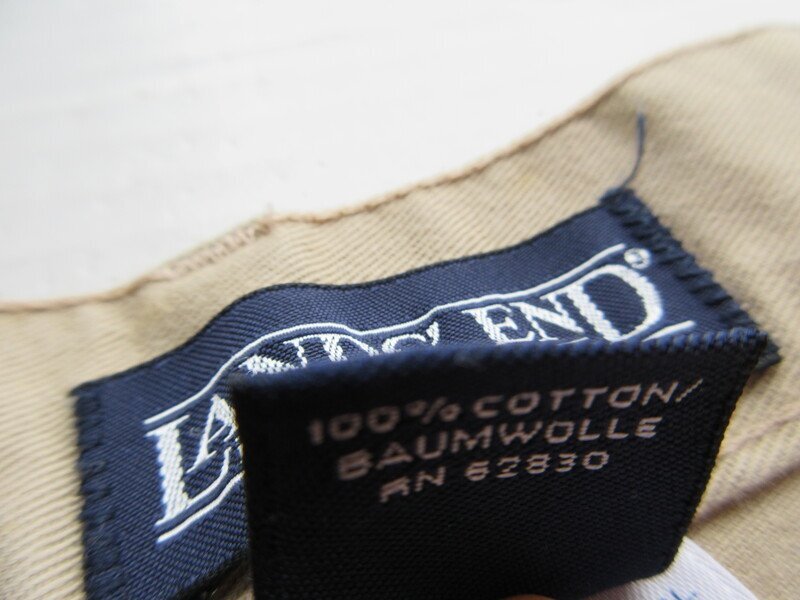 LANDS' END®
100% COTTON/
BAUMWOLLE
RN 62830